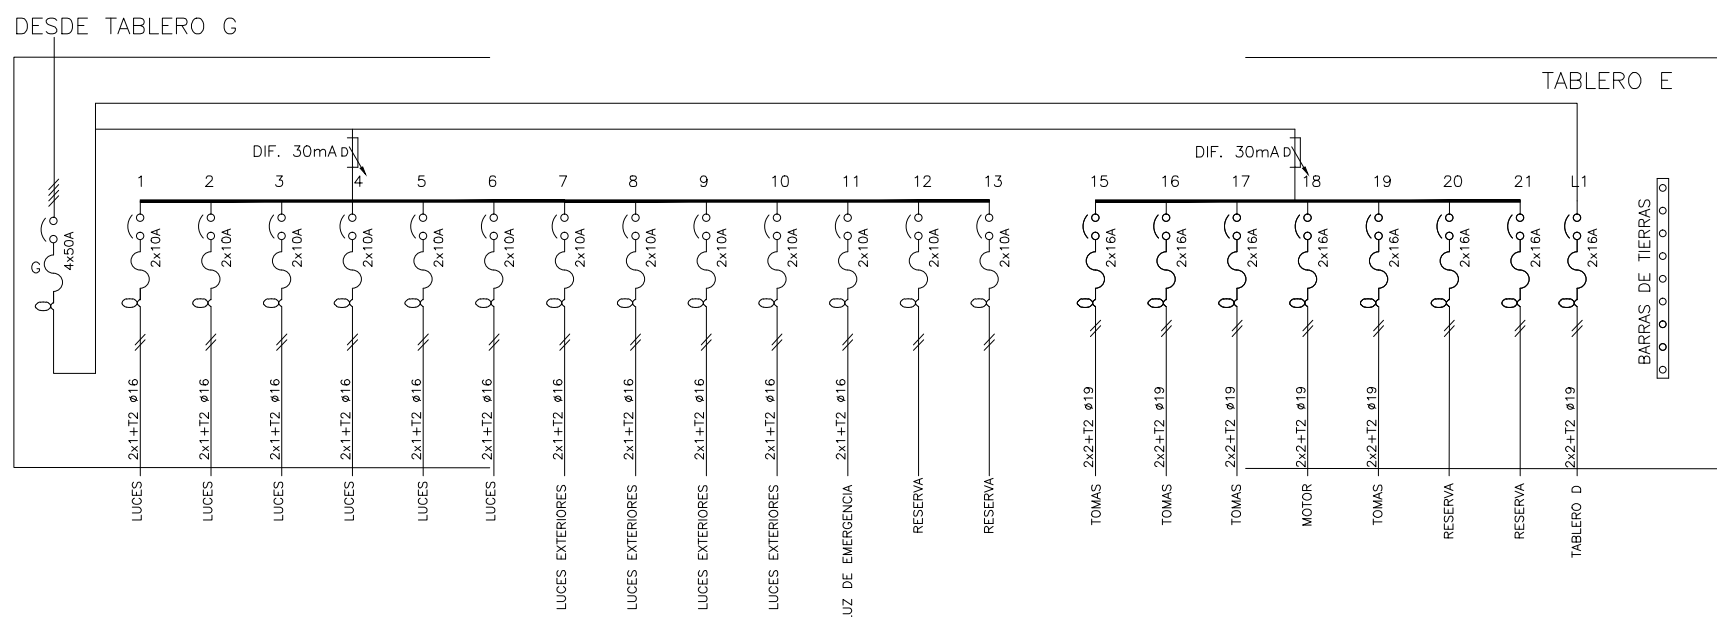 DESDE TABLERO G
TABLERO E
DIF. 30mA D
DIF. 30mA D
1 2 3 4 5 6 7 8 9 10 11 12 13 15 16 17 18 19 20 21 L1
G
4x50A
2x10A
2x10A
2x10A
2x10A
2x10A
2x10A
2x10A
2x10A
2x10A
2x10A
2x10A
2x10A
2x10A
2x16A
2x16A
2x16A
2x16A
2x16A
2x16A
2x16A
2x16A
BARRAS DE TIERRAS
2x1+T2 ø16
2x1+T2 ø16
2x1+T2 ø16
2x1+T2 ø16
2x1+T2 ø16
2x1+T2 ø16
2x1+T2 ø16
2x1+T2 ø16
2x1+T2 ø16
2x1+T2 ø16
2x1+T2 ø16
2x2+T2 ø19
2x2+T2 ø19
2x2+T2 ø19
2x2+T2 ø19
2x2+T2 ø19
2x2+T2 ø19
LUCES
LUCES
LUCES
LUCES
LUCES
LUCES
LUCES EXTERIORES
LUCES EXTERIORES
LUCES EXTERIORES
LUCES EXTERIORES
LUZ DE EMERGENCIA
RESERVA
RESERVA
TOMAS
TOMAS
TOMAS
MOTOR
TOMAS
RESERVA
RESERVA
TABLERO D